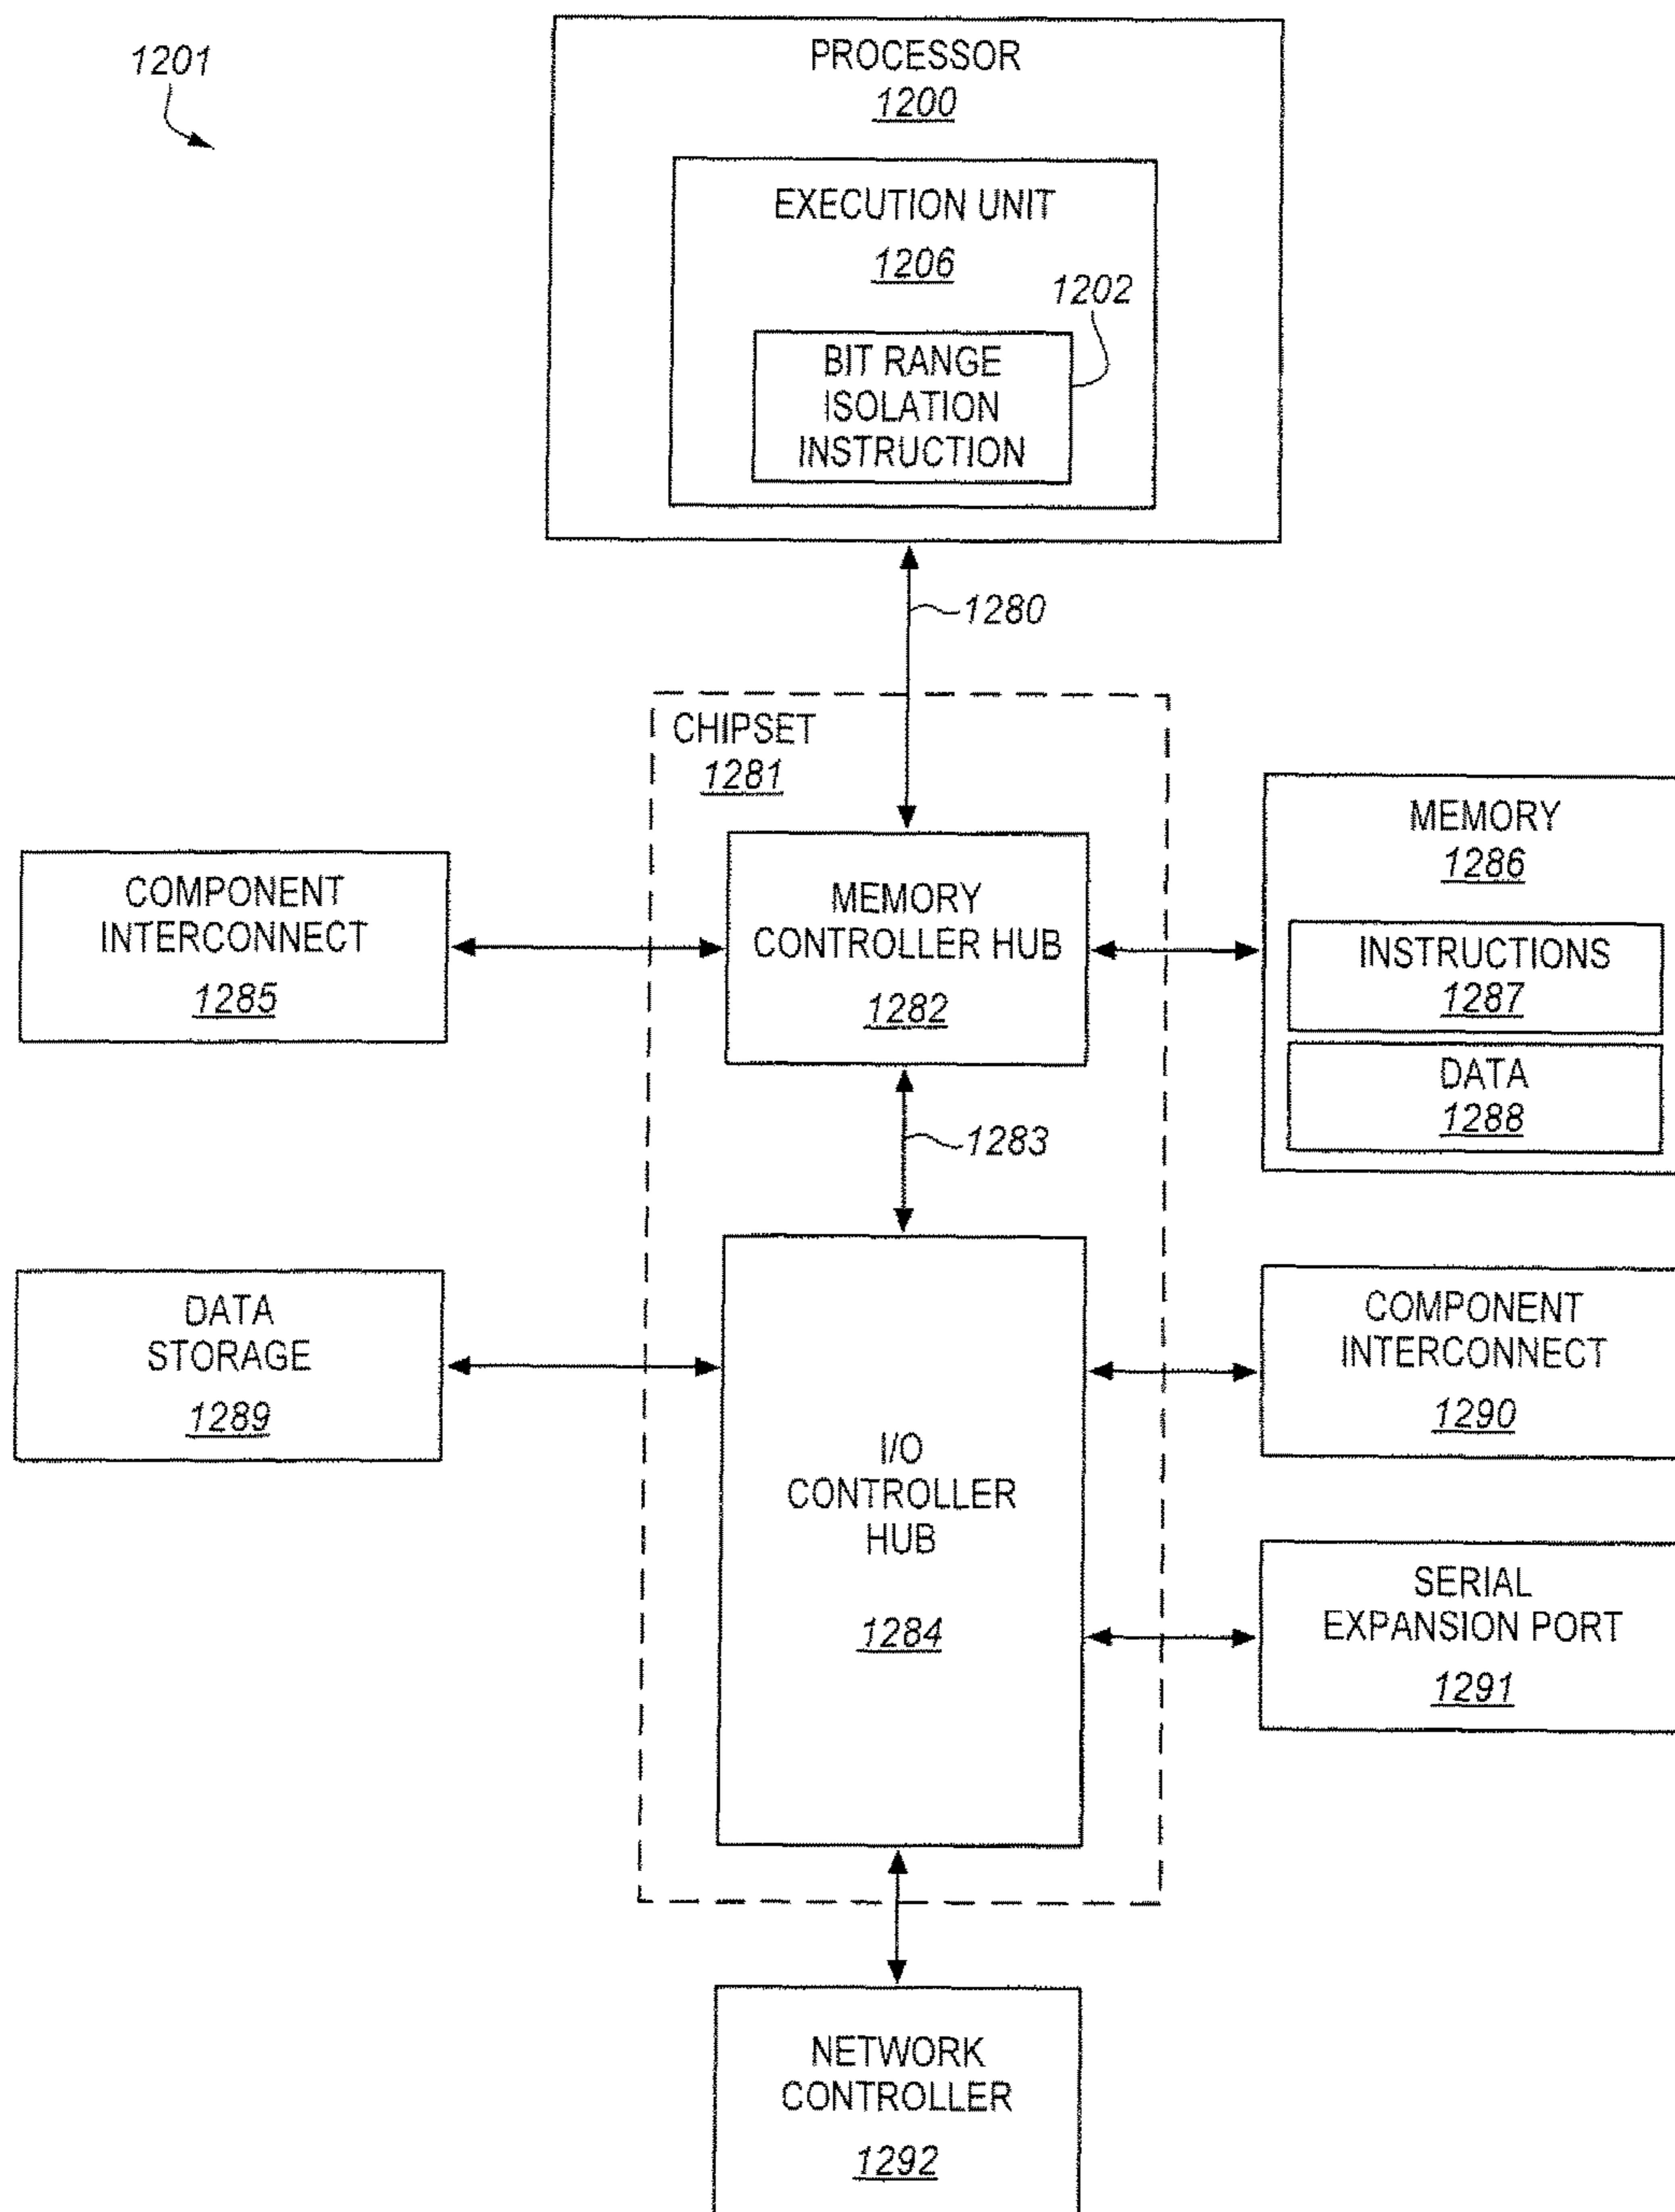 1201
PROCESSOR
1200
EXECUTION UNIT
1206
1202
BIT RANGE
ISOLATION
INSTRUCTION
1280
CHIPSET
1281
MEMORY
CONTROLLER HUB
1282
COMPONENT
INTERCONNECT
1285
MEMORY
1286
INSTRUCTIONS
1287
DATA
1288
1283
DATA
STORAGE
1289
I/O
CONTROLLER
HUB
1284
COMPONENT
INTERCONNECT
1290
SERIAL
EXPANSION PORT
1291
NETWORK
CONTROLLER
1292